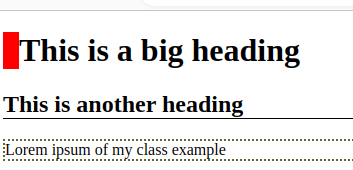 This is a big heading
This is another heading
Lorem ipsum of my class example